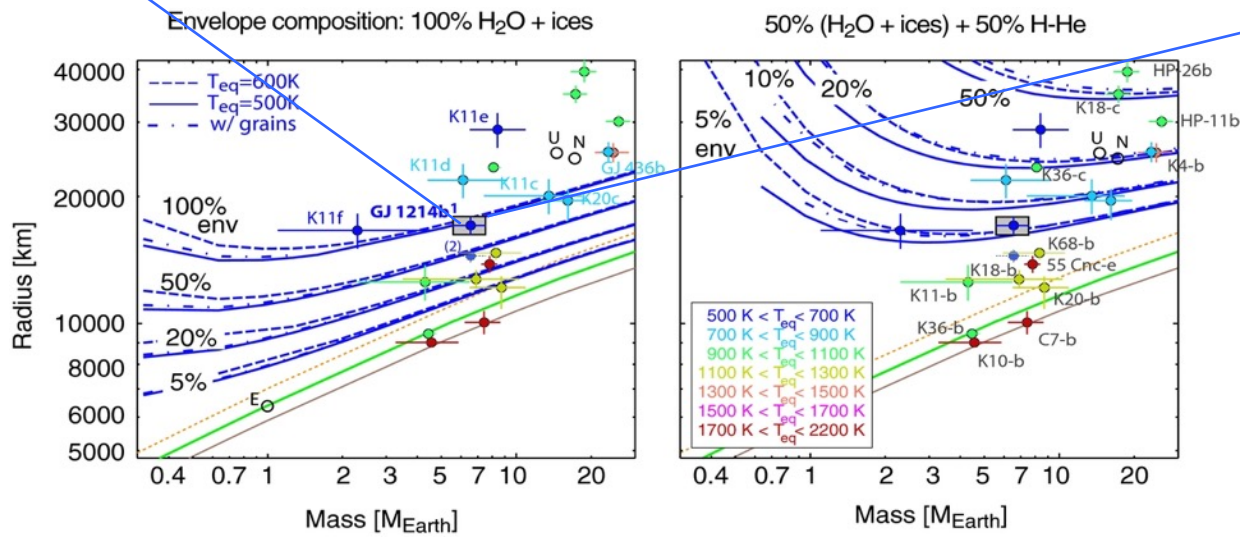 Envelope composition: 100% H2O + ices
50% (H2O + ices) + 50% H-He
Radius [km]
40000
30000
20000
10000
8000
6000
5000
Teq=600K
Teq=500K
w/ grains
100%
env
50%
20%
5%
K11e
K11d
K11c
K11f
GJ 1214b1
(2)
U
N
GJ 436b
K20c
E
0.4
1
2
3
5
7
10
20
Mass [MEarth]
5%
env
10%
20%
50%
HP-26b
K18-c
HP-11b
U
N
K4-b
K36-c
K68-b
55 Cnc-e
K18-b
K11-b
K20-b
K36-b
C7-b
K10-b
500 K < Teq < 700 K
700 K < Teq < 900 K
900 K < Teq < 1100 K
1100 K < Teq < 1300 K
1300 K < Teq < 1500 K
1500 K < Teq < 1700 K
1700 K < Teq < 2200 K
0.4
1
2
3
5
7
10
20
Mass [MEarth]